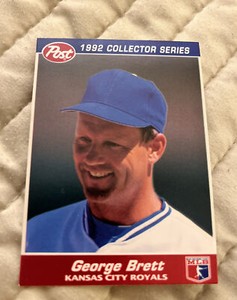 Post
1992 COLLECTOR SERIES
George Brett
KANSAS CITY ROYALS
MLB